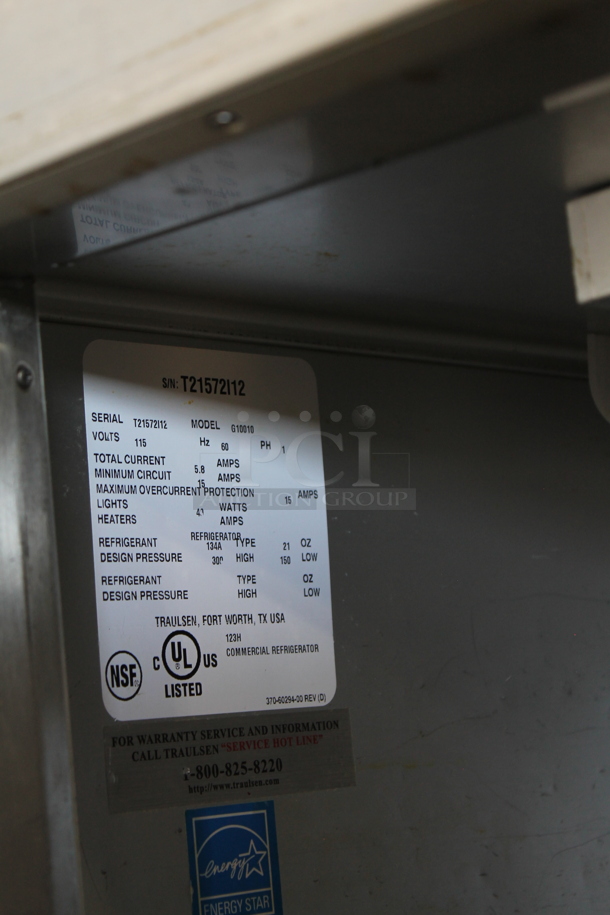 S/N: T21572I12
SERIAL T21572I12 MODEL G10010
VOLTS 115 Hz 60 PH 1
TOTAL CURRENT 5.8 AMPS
MINIMUM CIRCUIT 15 AMPS
MAXIMUM OVERCURRENT PROTECTION 15 AMPS
LIGHTS 41 WATTS
HEATERS AMPS
REFRIGERATOR
REFRIGERANT 134A TYPE 21 OZ
DESIGN PRESSURE 300 HIGH 150 LOW
REFRIGERANT TYPE OZ
DESIGN PRESSURE HIGH LOW
TRAULSEN, FORT WORTH, TX USA
123H
COMMERCIAL REFRIGERATOR
NSF
C UL US
®
LISTED
370-60294-00 REV (D)
FOR WARRANTY SERVICE AND INFORMATION
CALL TRAULSEN "SERVICE HOT LINE"
1-800-825-8220
http://www.traulsen.com
energy
ENERGY STAR
PCI
AUCTION GROUP